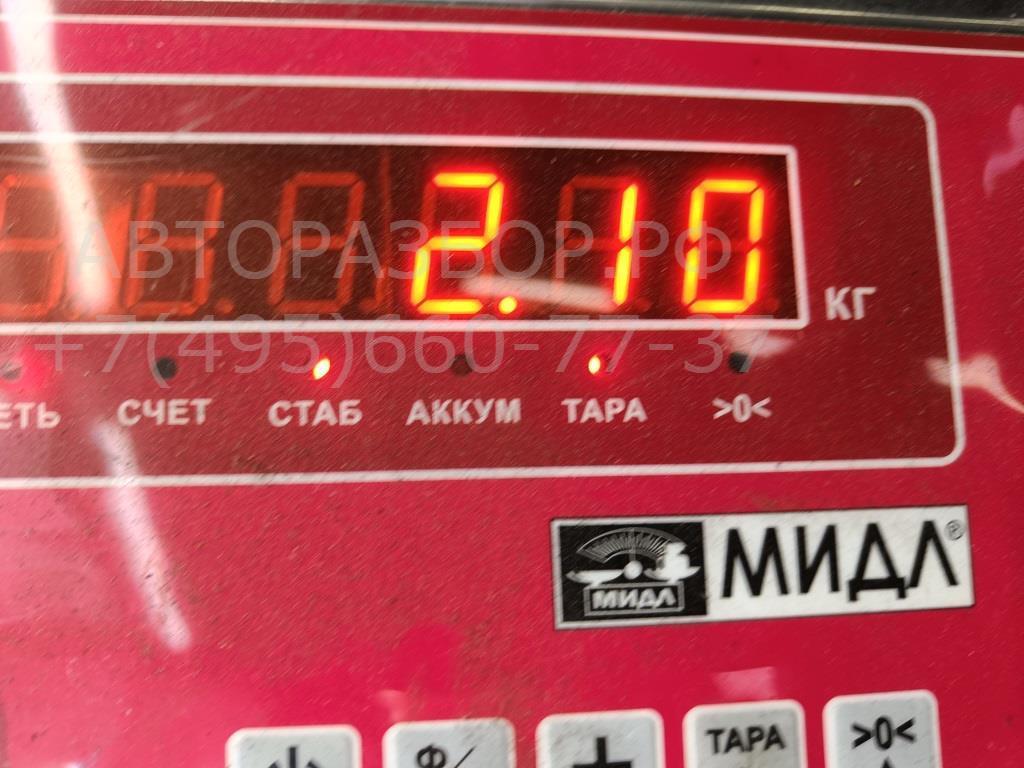 2.10
КГ
АВТОРАЗБОР.РФ
+7(495)660-77-37
ЕТЬ СЧЕТ СТАБ АККУМ ТАРА >0<
МИДЛ МИДЛ®
Ф/ + ТАРА >0<